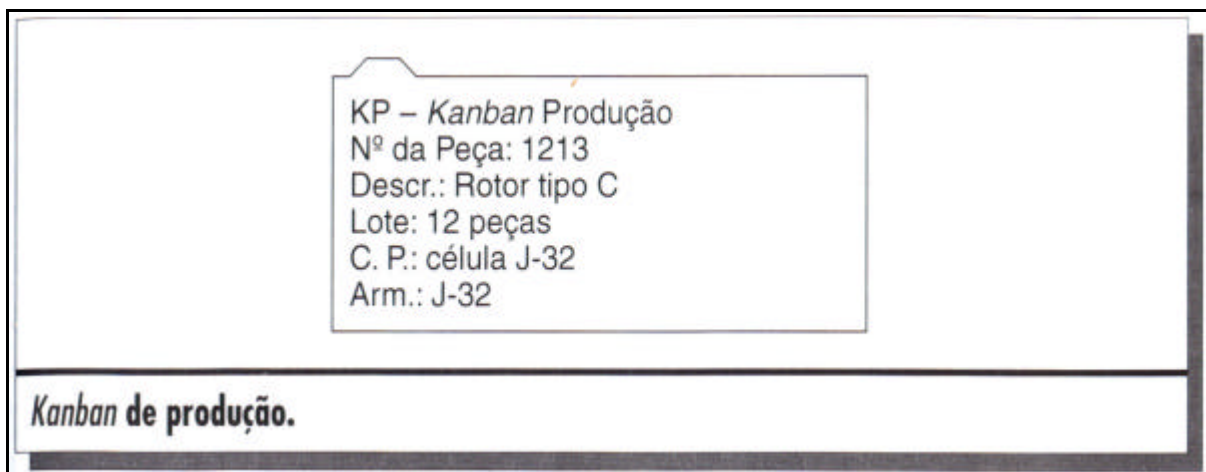 KP – Kanban Produção
Nº da Peça: 1213
Descr.: Rotor tipo C
Lote: 12 peças
C. P.: célula J-32
Arm.: J-32
Kanban de produção.